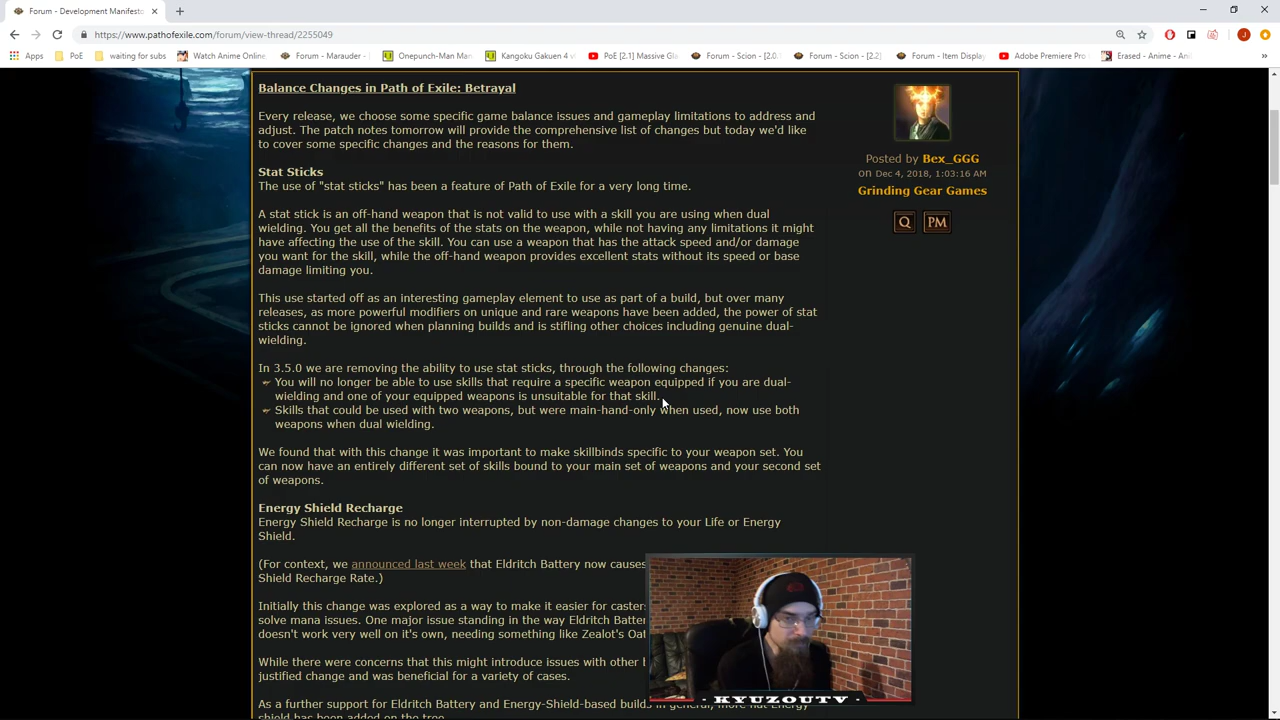 Forum - Development Manifesto
https://www.pathofexile.com/forum/view-thread/2255049
Apps
PoE
waiting for subs
Watch Anime Online
Forum - Marauder -
Onepunch-Man Man
Kangoku Gakuen 4 v
PoE [2.1] Massive Gl
Forum - Scion - [2.0.
Forum - Scion - [2.2]
Forum - Item Display
Adobe Premiere Pro
Erased - Anime - An
»
Balance Changes in Path of Exile: Betrayal
Every release, we choose some specific game balance issues and gameplay limitations to address and
adjust. The patch notes tomorrow will provide the comprehensive list of changes but today we'd like
to cover some specific changes and the reasons for them.
Stat Sticks
The use of "stat sticks" has been a feature of Path of Exile for a very long time.
A stat stick is an off-hand weapon that is not valid to use with a skill you are using when dual
wielding. You get all the benefits of the stats on the weapon, while not having any limitations it might
have affecting the use of the skill. You can use a weapon that has the attack speed and/or damage
you want for the skill, while the off-hand weapon provides excellent stats without its speed or base
damage limiting you.
This use started off as an interesting gameplay element to use as part of a build, but over many
releases, as more powerful modifiers on unique and rare weapons have been added, the power of stat
sticks cannot be ignored when planning builds and is stifling other choices including genuine dual-
wielding.
In 3.5.0 we are removing the ability to use stat sticks, through the following changes:
You will no longer be able to use skills that require a specific weapon equipped if you are dual-
wielding and one of your equipped weapons is unsuitable for that skill.
Skills that could be used with two weapons, but were main-hand-only when used, now use both
weapons when dual wielding.
We found that with this change it was important to make skillbinds specific to your weapon set. You
can now have an entirely different set of skills bound to your main set of weapons and your second set
of weapons.
Energy Shield Recharge
Energy Shield Recharge is no longer interrupted by non-damage changes to your Life or Energy
Shield.
(For context, we announced last week that Eldritch Battery now causes
Shield Recharge Rate.)
Initially this change was explored as a way to make it easier for casters
solve mana issues. One major issue standing in the way Eldritch Batter
doesn't work very well on it's own, needing something like Zealot's Oat
While there were concerns that this might introduce issues with other b
justified change and was beneficial for a variety of cases.
As a further support for Eldritch Battery and Energy-Shield-based builds in general, more flat Energy
shield has been added on the tree.
Posted by Bex_GGG
on Dec 4, 2018, 1:03:16 AM
Grinding Gear Games
Q
PM
- KYUZOUTV -